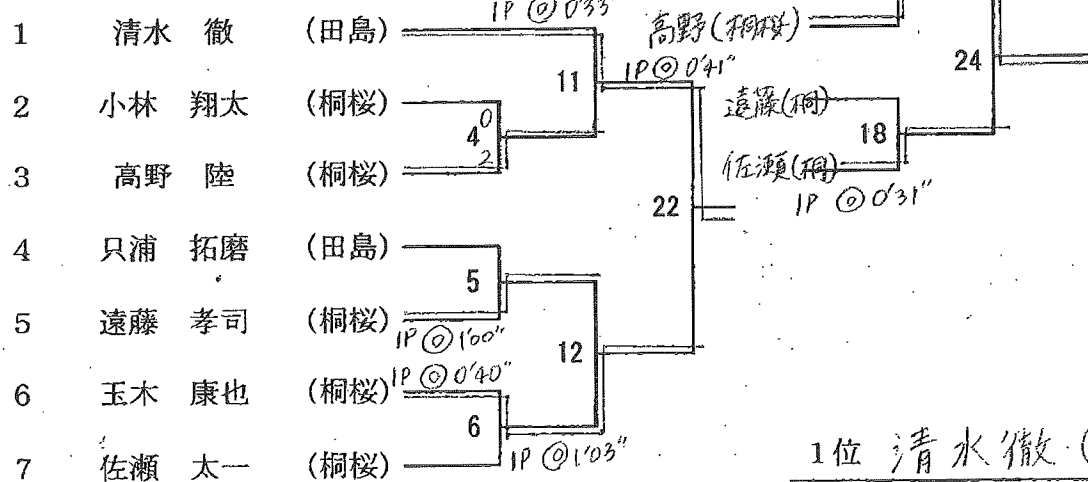 1P ◎ 0'33
1 清水 徹 (田島)
高野(桐桜)
11
1P◎ 0'41"
24
2 小林 翔太 (桐桜)
遠藤(桐)
0
4
2
18
3 高野 陸 (桐桜)
佐瀬(桐)
1P ◎ 0'31"
22
4 只浦 拓磨 (田島)
5
5 遠藤 孝司 (桐桜)
1P ◎ 1'00"
12
1P ◎ 0'40"
6 玉木 康也 (桐桜)
6
1P ◎ 1'03"
7 佐瀬 太一 (桐桜)
1位 清水徹 (